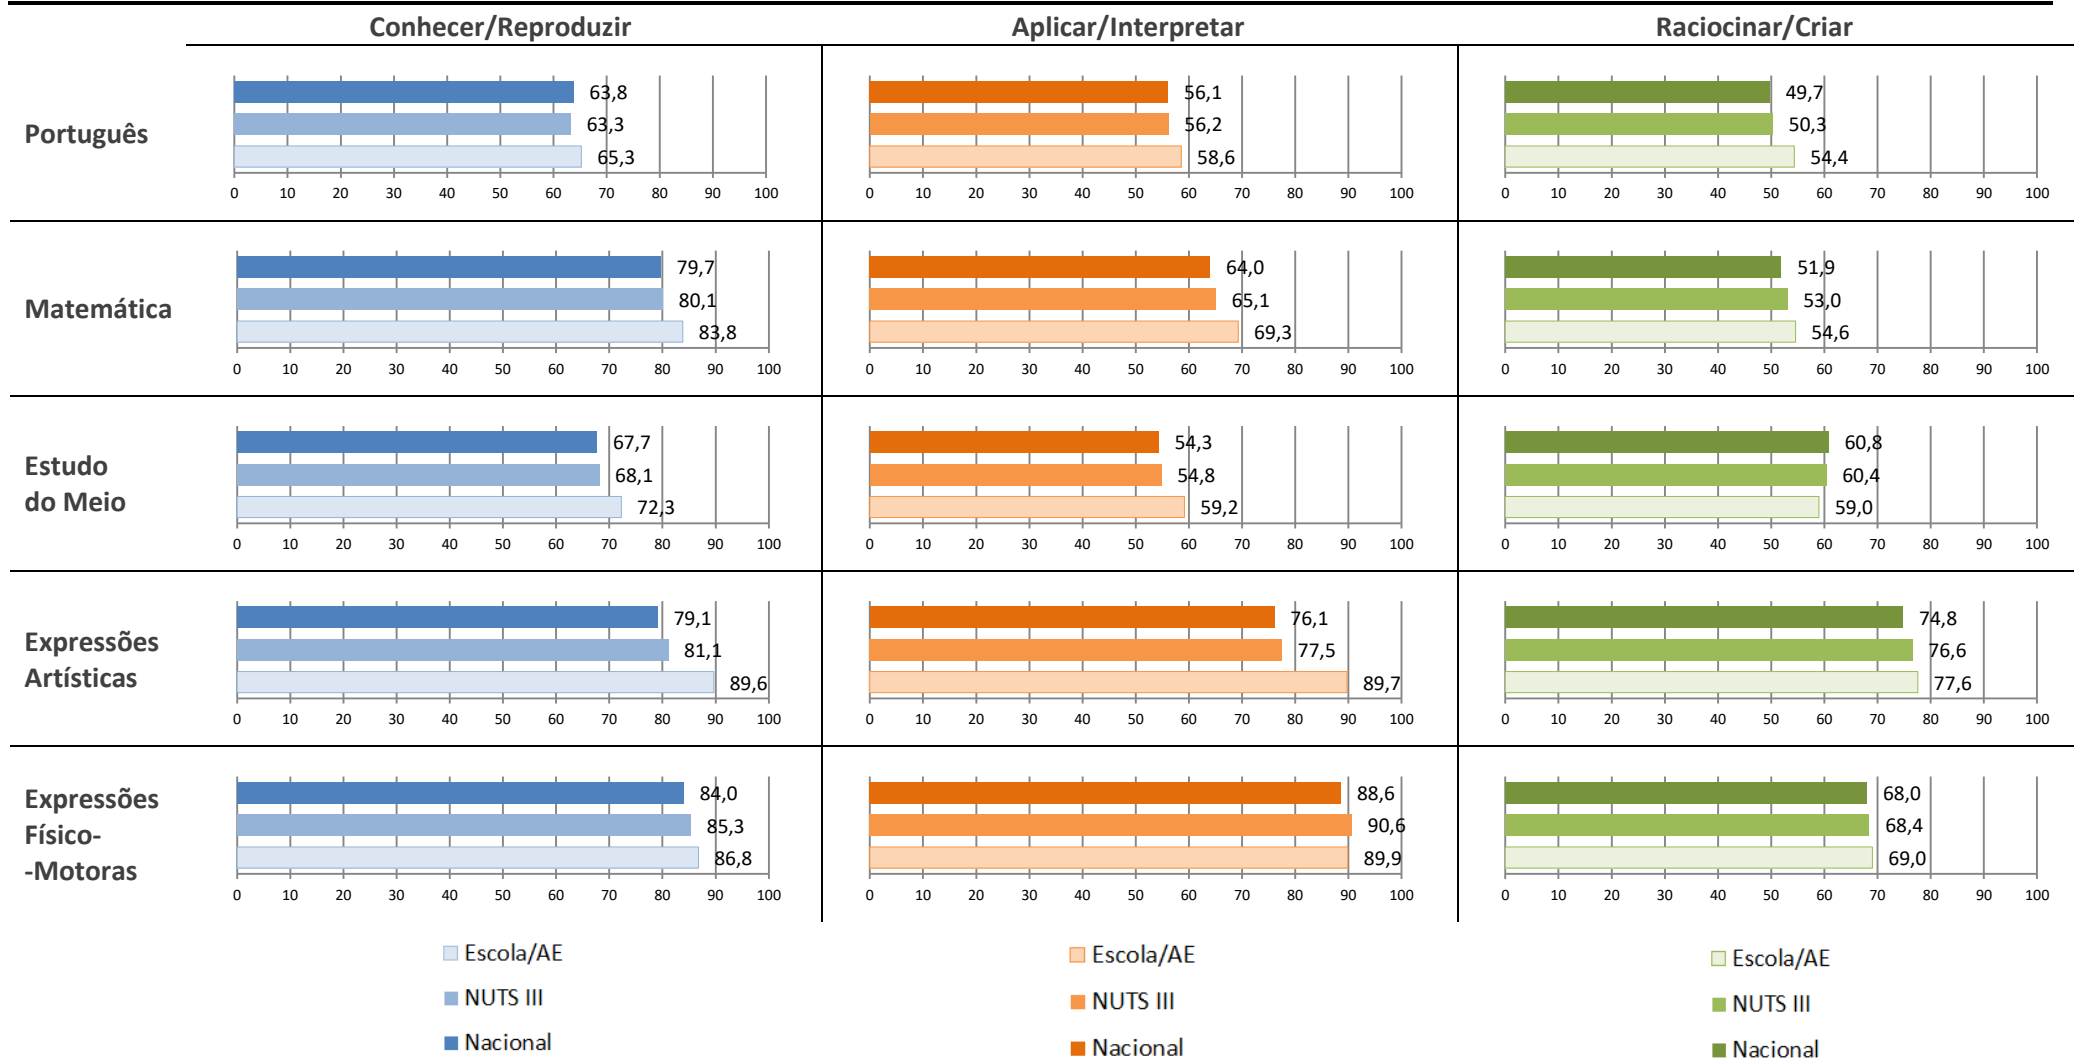 Conhecer/Reproduzir Aplicar/Interpretar Raciocinar/Criar
Português
63,8
63,3
65,3
0 10 20 30 40 50 60 70 80 90 100
56,1
56,2
58,6
0 10 20 30 40 50 60 70 80 90 100
49,7
50,3
54,4
0 10 20 30 40 50 60 70 80 90 100
Matemática
79,7
80,1
83,8
0 10 20 30 40 50 60 70 80 90 100
64,0
65,1
69,3
0 10 20 30 40 50 60 70 80 90 100
51,9
53,0
54,6
0 10 20 30 40 50 60 70 80 90 100
Estudo
do Meio
67,7
68,1
72,3
0 10 20 30 40 50 60 70 80 90 100
54,3
54,8
59,2
0 10 20 30 40 50 60 70 80 90 100
60,8
60,4
59,0
0 10 20 30 40 50 60 70 80 90 100
Expressões
Artísticas
79,1
81,1
89,6
0 10 20 30 40 50 60 70 80 90 100
76,1
77,5
89,7
0 10 20 30 40 50 60 70 80 90 100
74,8
76,6
77,6
0 10 20 30 40 50 60 70 80 90 100
Expressões
Físico-
-Motoras
84,0
85,3
86,8
0 10 20 30 40 50 60 70 80 90 100
88,6
90,6
89,9
0 10 20 30 40 50 60 70 80 90 100
68,0
68,4
69,0
0 10 20 30 40 50 60 70 80 90 100
Escola/AE
NUTS III
Nacional
Escola/AE
NUTS III
Nacional
Escola/AE
NUTS III
Nacional